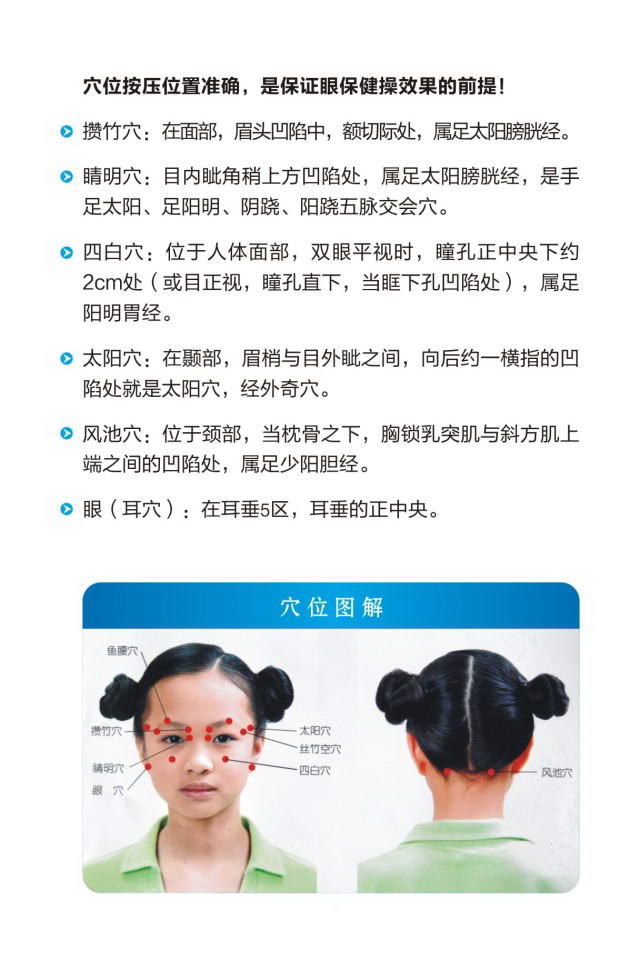 穴位按压位置准确，是保证眼保健操效果的前提！
攒竹穴：在面部，眉头凹陷中，额切际处，属足太阳膀胱经。
睛明穴：目内眦角稍上方凹陷处，属足太阳膀胱经，是手
足太阳、足阳明、阴跷、阳跷五脉交会穴。
四白穴：位于人体面部，双眼平视时，瞳孔正中央下约
2cm处（或目正视，瞳孔直下，当眶下孔凹陷处），属足
阳明胃经。
太阳穴：在颞部，眉梢与目外眦之间，向后约一横指的凹
陷处就是太阳穴，经外奇穴。
风池穴：位于颈部，当枕骨之下，胸锁乳突肌与斜方肌上
端之间的凹陷处，属足少阳胆经。
眼（耳穴）：在耳垂5区，耳垂的正中央。
穴位图解
鱼腰穴
攒竹穴
睛明穴
眼 穴
太阳穴
丝竹空穴
四白穴
风池穴